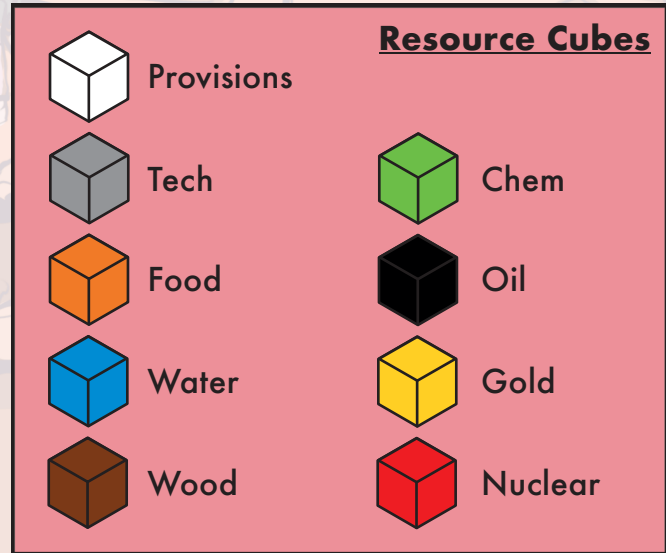 Resource Cubes
Provisions
Tech
Chem
Food
Oil
Water
Gold
Wood
Nuclear